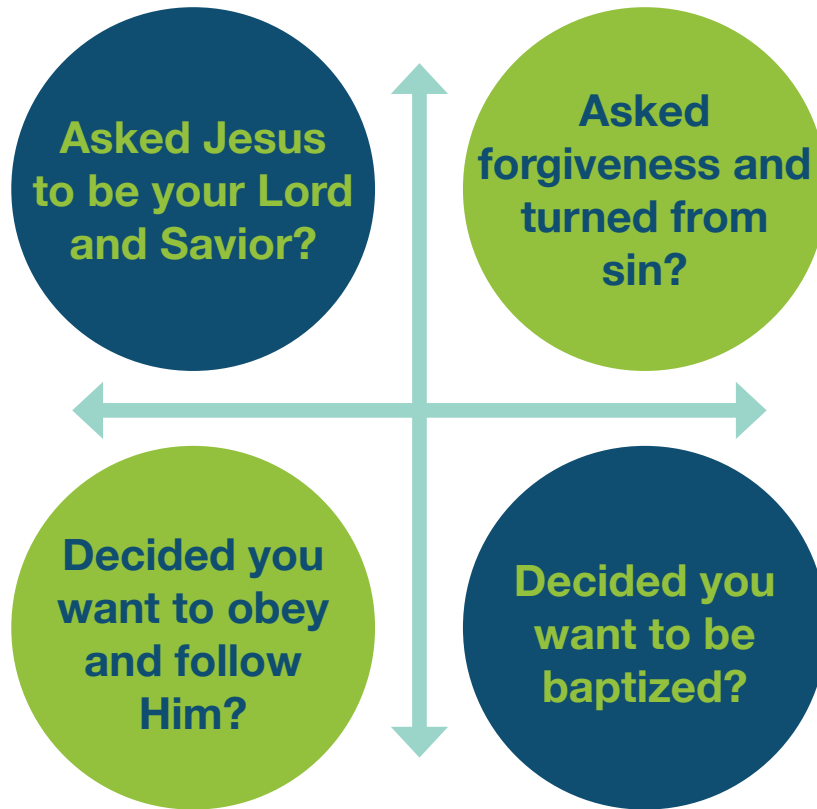 Asked Jesus
to be your Lord
and Savior?
Asked
forgiveness and
turned from
sin?
Decided you
want to obey
and follow
Him?
Decided you
want to be
baptized?